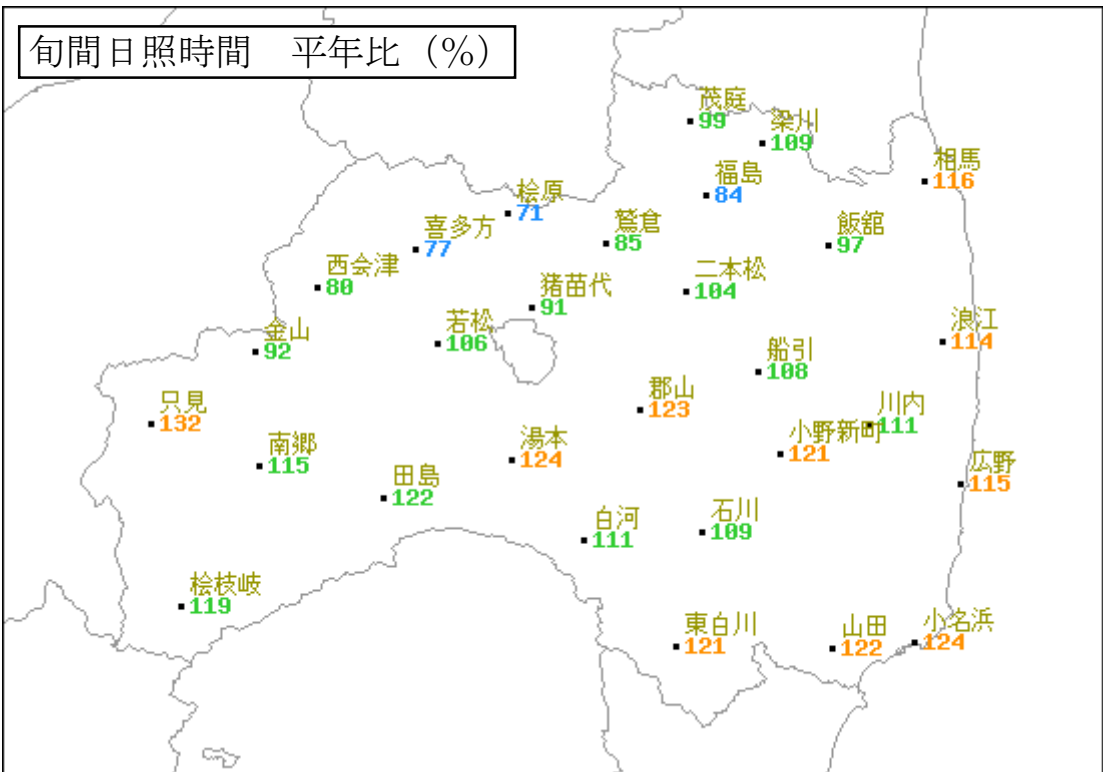 旬間日照時間　平年比（%）
茂庭
99
梁川
109
相馬
116
福島
84
桧原
71
喜多方
77
鷲倉
85
飯舘
97
西会津
80
猪苗代
91
二本松
104
金山
92
若松
106
浪江
114
船引
108
只見
132
郡山
123
川内
111
小野新町
121
南郷
115
湯本
124
田島
122
広野
115
白河
111
石川
109
桧枝岐
119
東白川
121
山田
122
小名浜
124